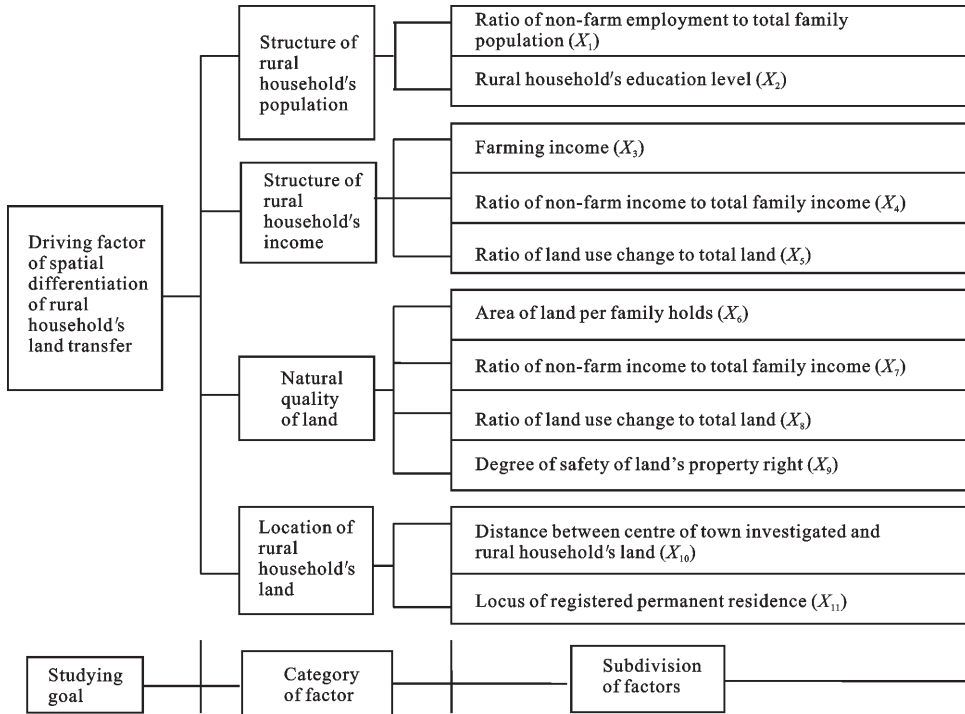 Driving factor
of spatial
differentiation
of rural
household's
land transfer
Structure of
rural
household's
population
Ratio of non-farm employment to total family
population (X₁)
Rural household's education level (X₂)
Structure of
rural
household's
income
Farming income (X₃)
Ratio of non-farm income to total family income (X₄)
Ratio of land use change to total land (X₅)
Natural
quality
of land
Area of land per family holds (X₆)
Ratio of non-farm income to total family income (X₇)
Ratio of land use change to total land (X₈)
Degree of safety of land's property right (X₉)
Location of
rural
household's
land
Distance between centre of town investigated and
rural household's land (X₁₀)
Locus of registered permanent residence (X₁₁)
Studying
goal
Category
of factor
Subdivision
of factors